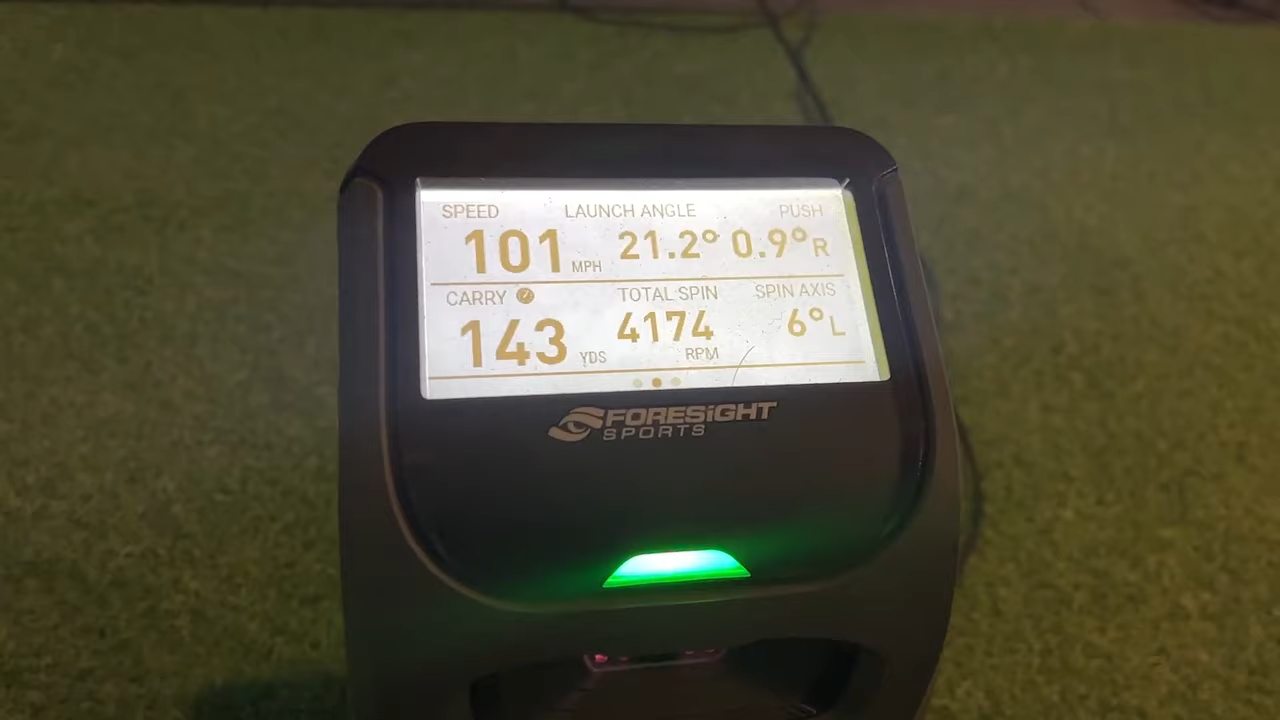 SPEED LAUNCH ANGLE PUSH
101 MPH 21.2° 0.9° R
CARRY TOTAL SPIN SPIN AXIS
143 YDS 4174 RPM 6° L
FORESiGHT
SPORTS